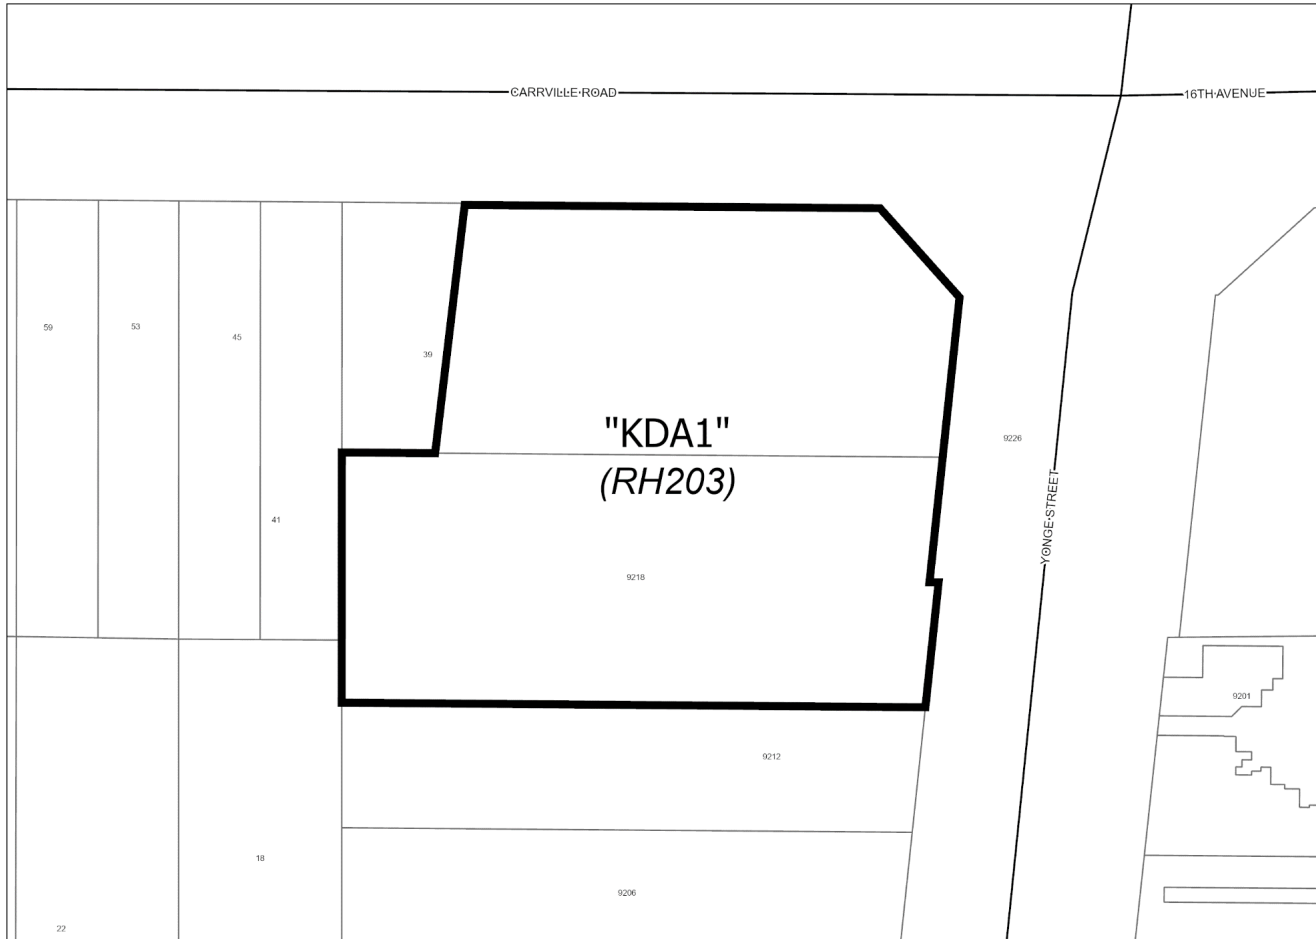 CARRVILLE ROAD
16TH AVENUE
59
53
45
39
"KDA1"
(RH203)
9226
YONGE STREET
41
9218
9201
9212
18
9206
22